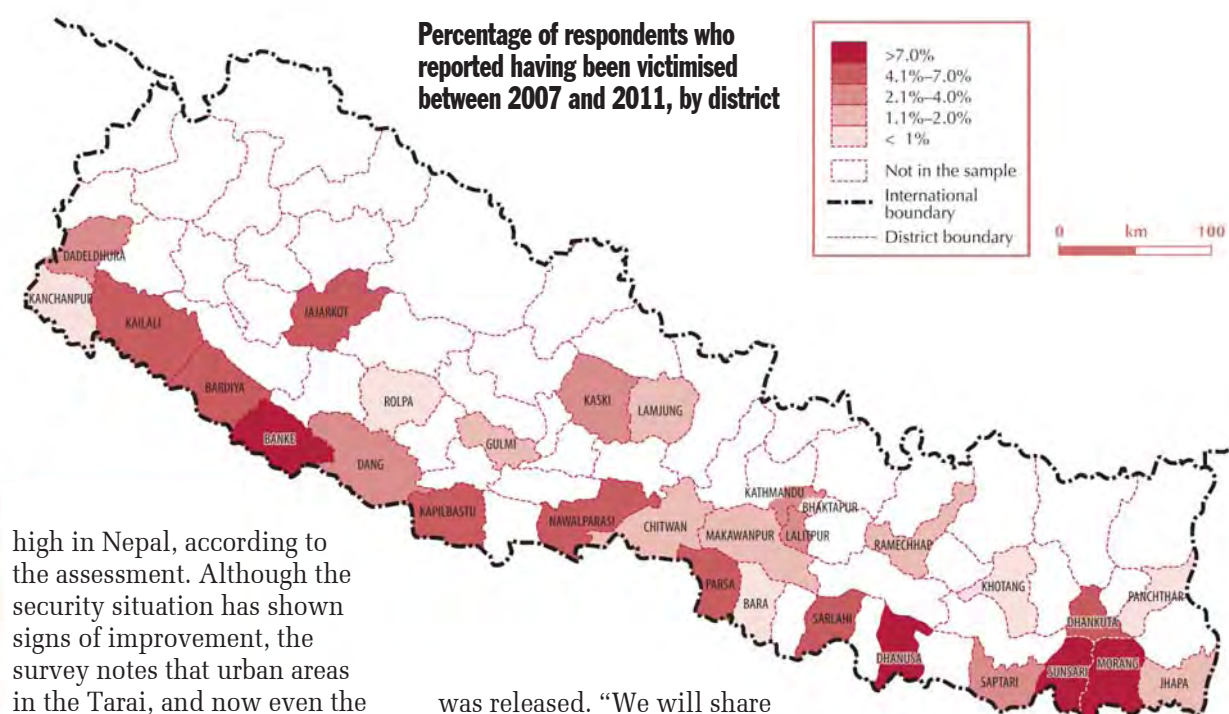 Percentage of respondents who
reported having been victimised
between 2007 and 2011, by district
>7.0%
4.1%–7.0%
2.1%–4.0%
1.1%–2.0%
< 1%
Not in the sample
International
boundary
District boundary
0 km 100
DADELDHURA
KANCHANPUR
KAILALI
JAJARKOT
BARDIYA
BANKE
ROLPA
DANG
GULMI
KASKI
LAMJUNG
KAPILBASTU
NAWALPARASI
CHITWAN
KATHMANDU
BHAKTAPUR
MAKAWANPUR
LALITPUR
RAMECHHAP
PARSA
BARA
SARLAHI
DHANUSA
KHOTANG
PANCHTHAR
DHANKUTA
SAPTARI
SUNSARI
MORANG
JHAPA
high in Nepal, according to
the assessment. Although the
security situation has shown
signs of improvement, the
survey notes that urban areas
in the Tarai, and now even the
was released. “We will share